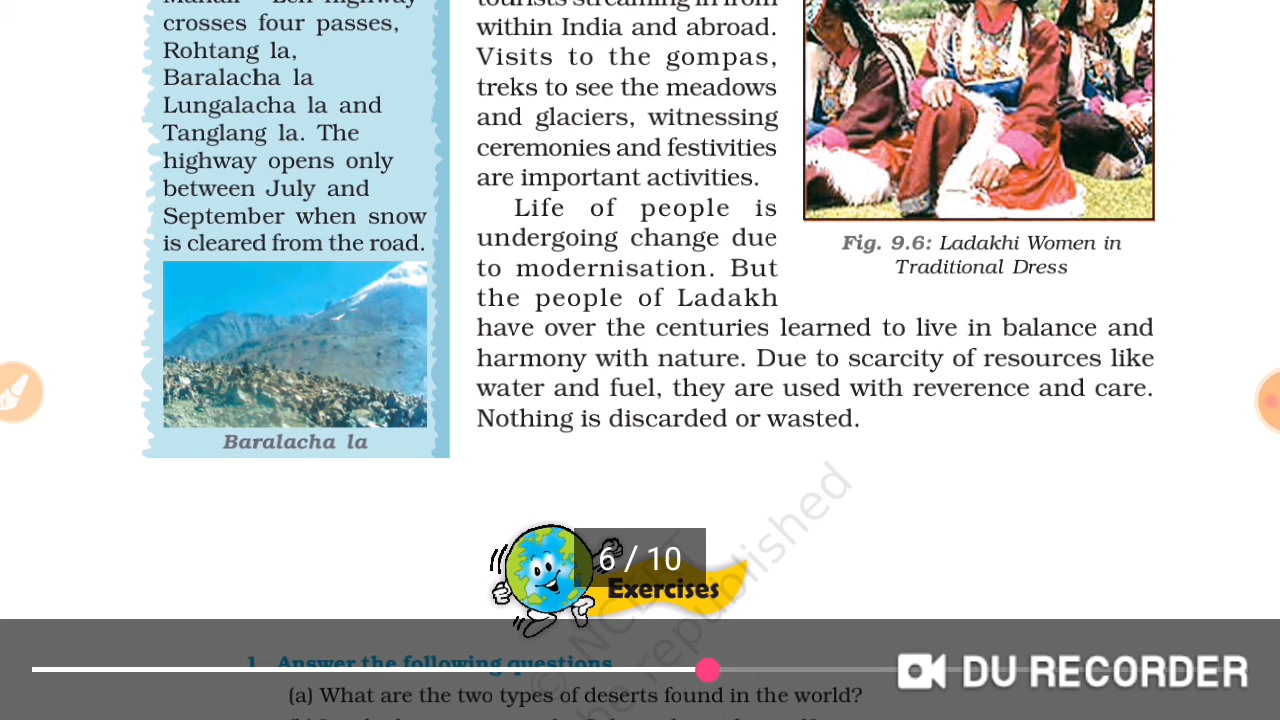 crosses four passes,
Rohtang la,
Baralacha la
Lungalacha la and
Tanglang la. The
highway opens only
between July and
September when snow
is cleared from the road.
Baralacha la
within India and abroad.
Visits to the gompas,
treks to see the meadows
and glaciers, witnessing
ceremonies and festivities
are important activities.
Life of people is
undergoing change due
to modernisation. But
the people of Ladakh
have over the centuries learned to live in balance and
harmony with nature. Due to scarcity of resources like
water and fuel, they are used with reverence and care.
Nothing is discarded or wasted.
Fig. 9.6: Ladakhi Women in
Traditional Dress
6 / 10
Exercises
1. Answer the following questions
(a) What are the two types of deserts found in the world?
DU RECORDER